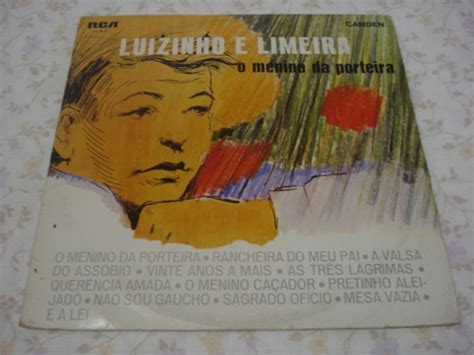 RCA
CAMDEN
LUIZINHO E LIMEIRA
o menino da porteira
O MENINO DA PORTEIRA • RANCHEIRA DO MEU PAI • A VALSA
DO ASSOBIO • VINTE ANOS A MAIS • AS TRÊS LÁGRIMAS •
QUERÊNCIA AMADA • O MENINO CAÇADOR • PRETINHO ALEI-
JADO • NÃO SOU GAUCHO • SAGRADO OFÍCIO • MESA VAZIA •
E A LEI